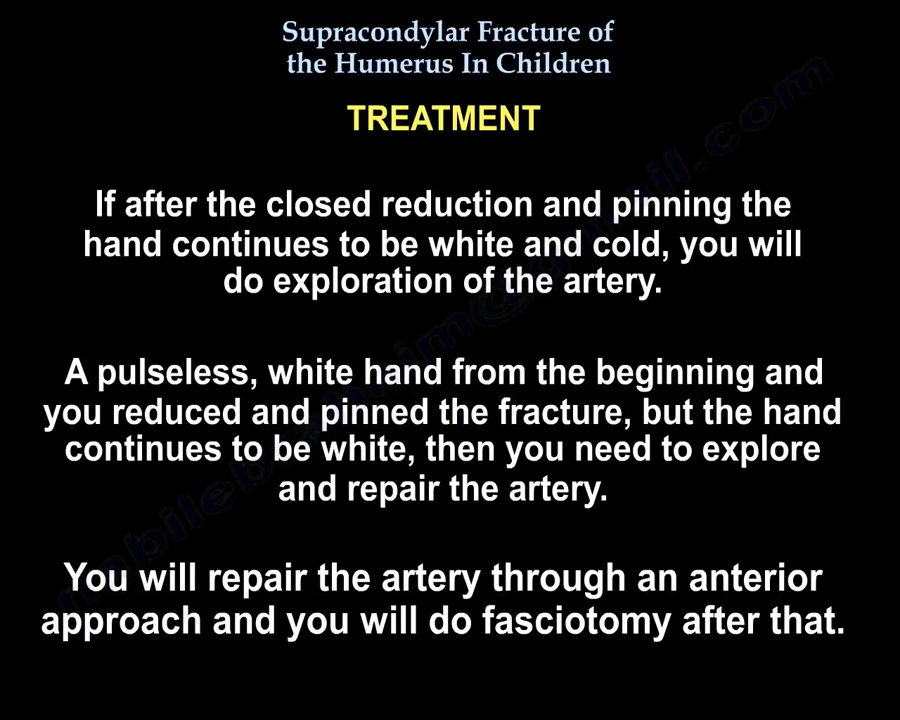 Supracondylar Fracture of
the Humerus In Children
TREATMENT
If after the closed reduction and pinning the
hand continues to be white and cold, you will
do exploration of the artery.
A pulseless, white hand from the beginning and
you reduced and pinned the fracture, but the hand
continues to be white, then you need to explore
and repair the artery.
You will repair the artery through an anterior
approach and you will do fasciotomy after that.